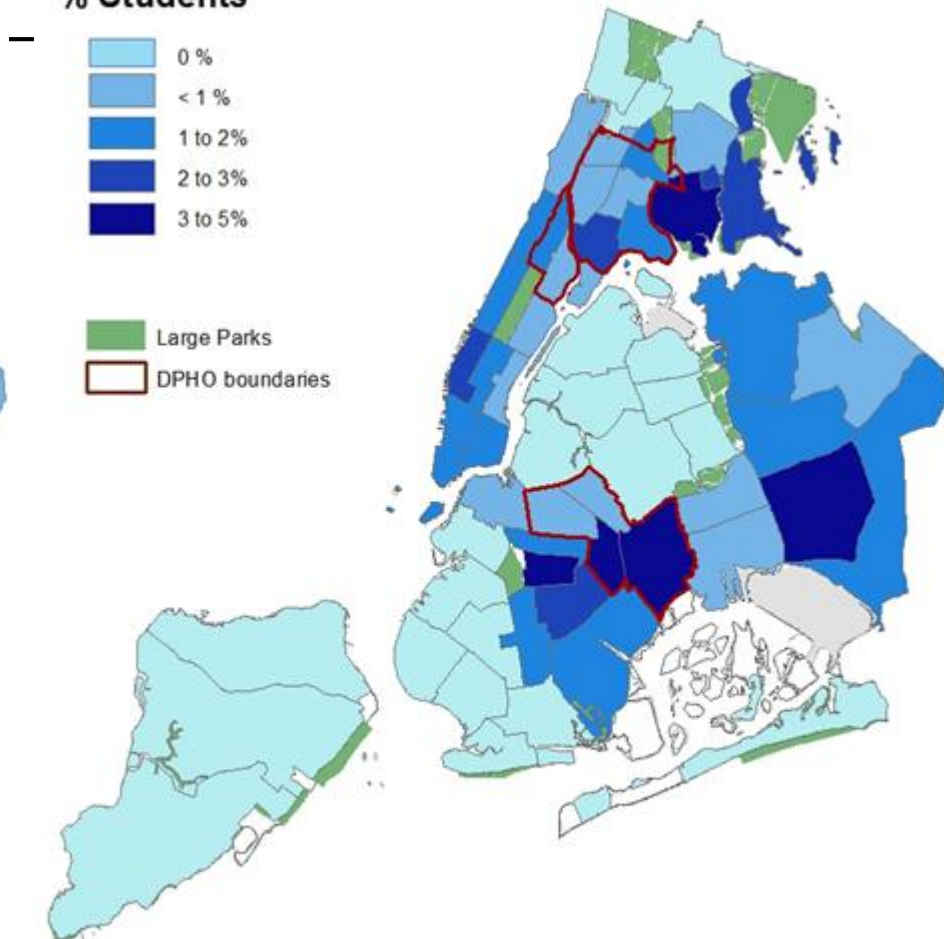 % Students
0 %
< 1 %
1 to 2%
2 to 3%
3 to 5%
Large Parks
DPHO boundaries